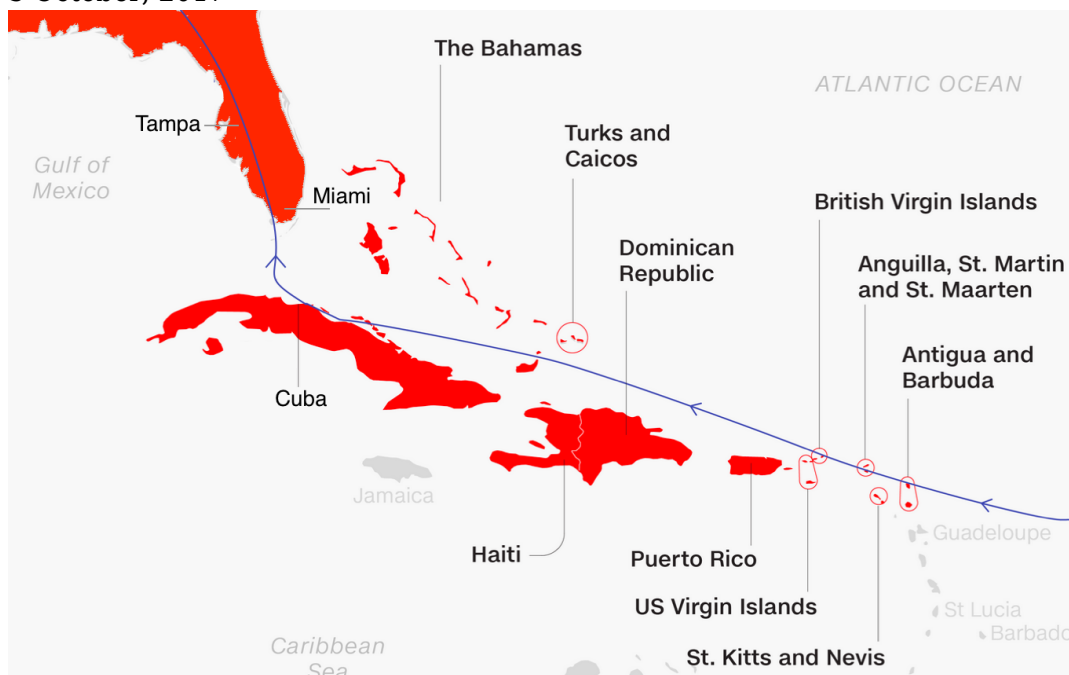 The Bahamas
ATLANTIC OCEAN
Tampa
Turks and
Caicos
Gulf of
Mexico
Miami
British Virgin Islands
Dominican
Republic
Anguilla, St. Martin
and St. Maarten
Antigua and
Barbuda
Cuba
Jamaica
Haiti
Puerto Rico
Guadeloupe
US Virgin Islands
St Lucia
Barbado
Caribbean
Sea
St. Kitts and Nevis